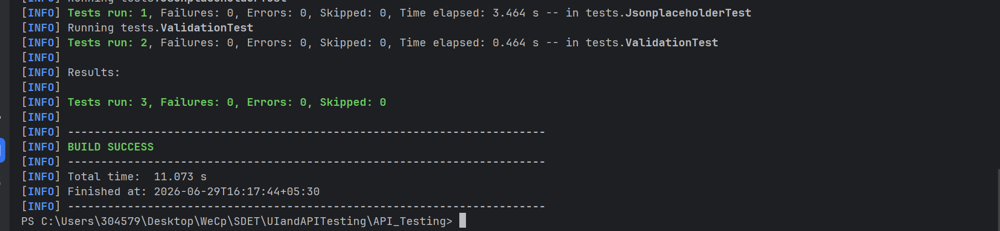 [INFO] Running tests.JsonplaceholderTest
[INFO] Tests run: 1, Failures: 0, Errors: 0, Skipped: 0, Time elapsed: 3.464 s -- in tests.JsonplaceholderTest
[INFO] Running tests.ValidationTest
[INFO] Tests run: 2, Failures: 0, Errors: 0, Skipped: 0, Time elapsed: 0.464 s -- in tests.ValidationTest
[INFO]
[INFO] Results:
[INFO]
[INFO] Tests run: 3, Failures: 0, Errors: 0, Skipped: 0
[INFO]
[INFO] ------------------------------------------------------------------------
[INFO] BUILD SUCCESS
[INFO] ------------------------------------------------------------------------
[INFO] Total time:  11.073 s
[INFO] Finished at: 2026-06-29T16:17:44+05:30
[INFO] ------------------------------------------------------------------------
PS C:\Users\304579\Desktop\WeCp\SDET\UIandAPITesting\API_Testing>